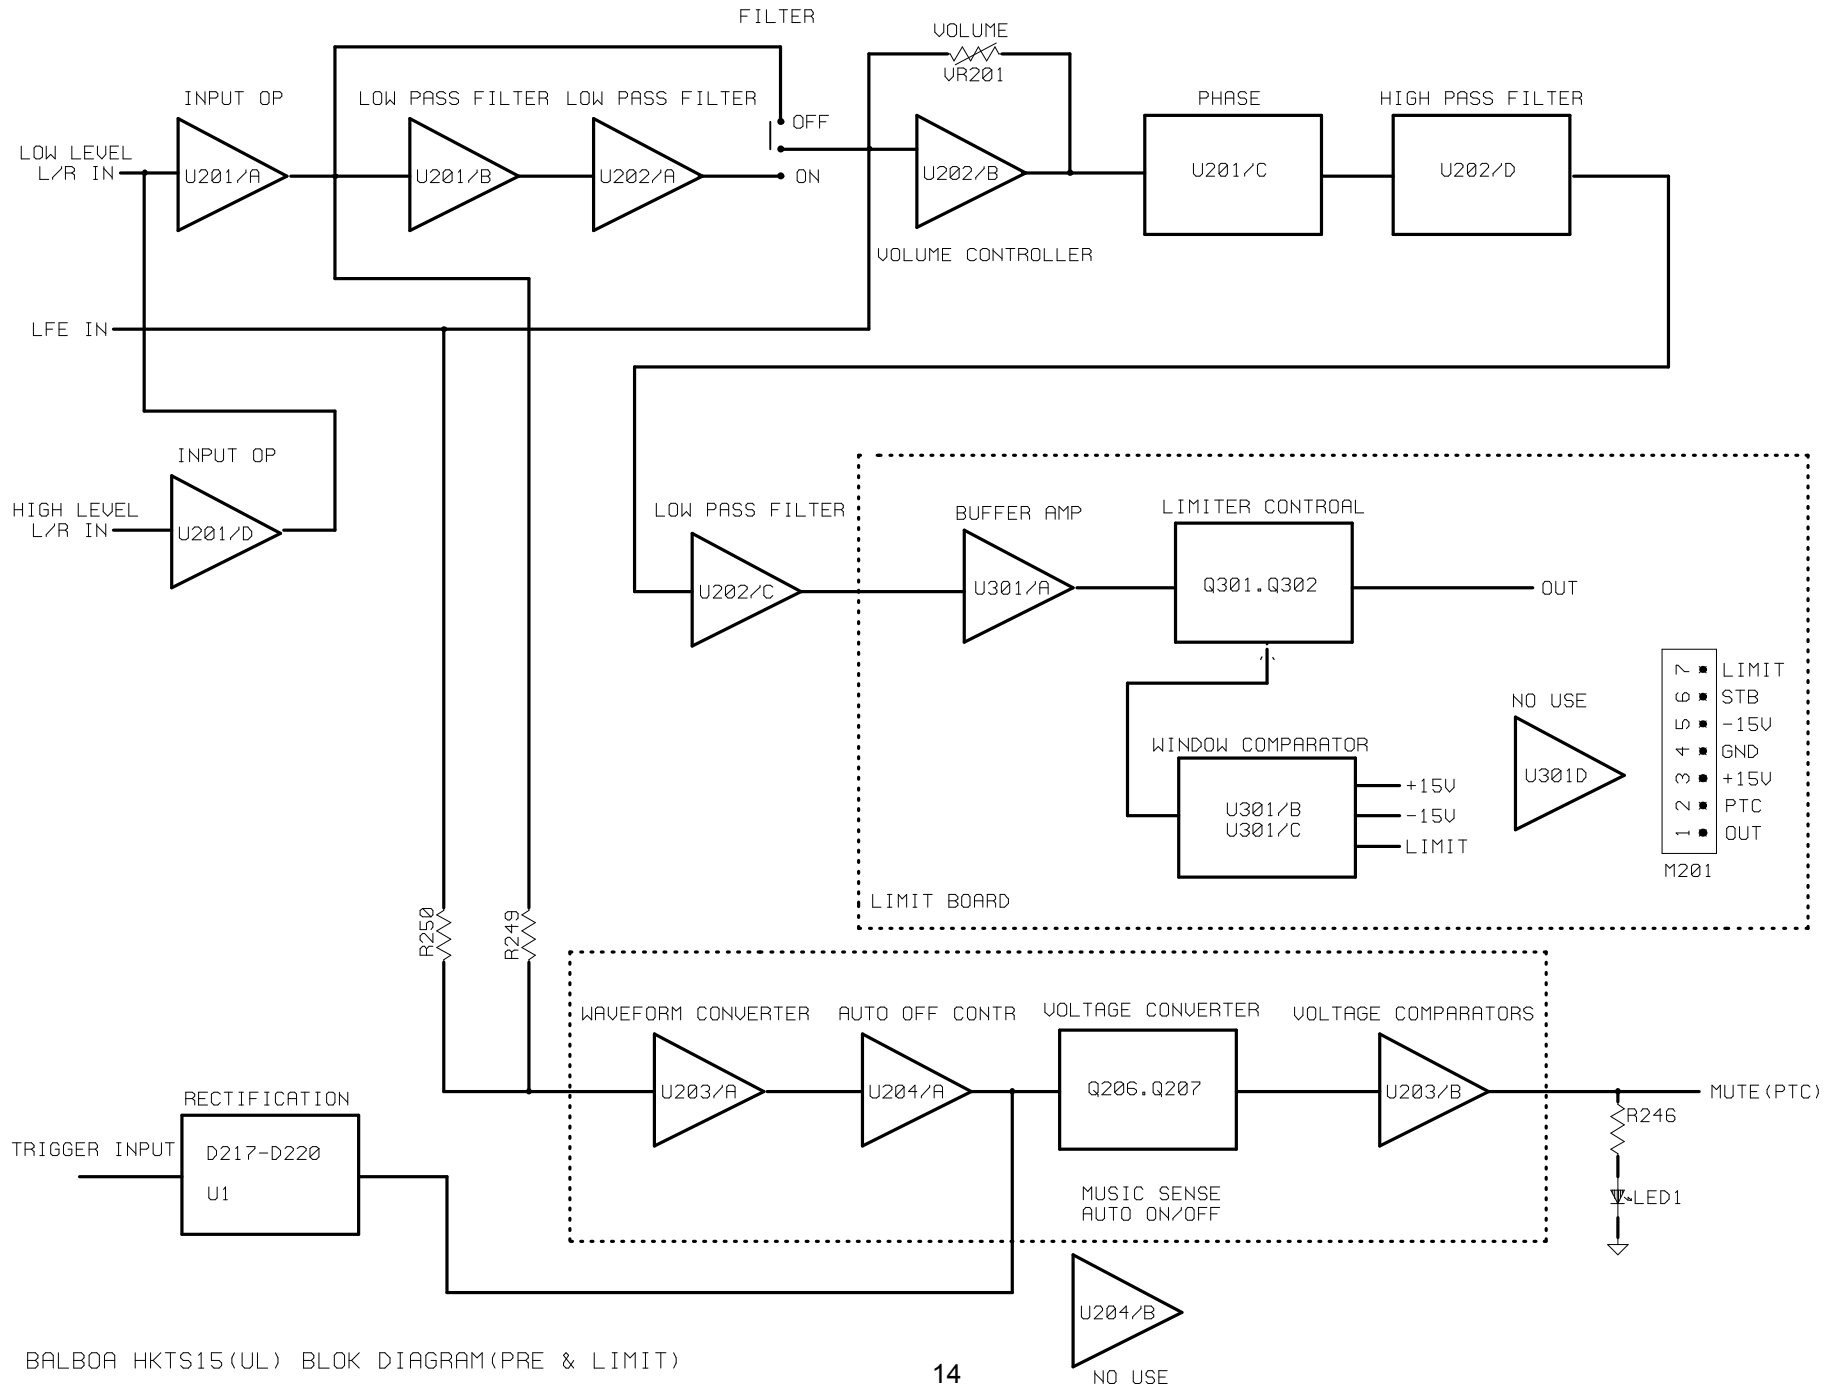 FILTER
VOLUME
VR201
INPUT OP
LOW PASS FILTER
LOW PASS FILTER
OFF
PHASE
HIGH PASS FILTER
LOW LEVEL
L/R IN
U201/A
U201/B
U202/A
ON
U202/B
U201/C
U202/D
VOLUME CONTROLLER
LFE IN
INPUT OP
HIGH LEVEL
L/R IN
U201/D
LOW PASS FILTER
U202/C
BUFFER AMP
U301/A
LIMITER CONTROAL
Q301.Q302
OUT
NO USE
U301D
7 LIMIT
6 STB
5 -15V
4 GND
3 +15V
2 PTC
1 OUT
M201
WINDOW COMPARATOR
U301/B
U301/C
+15V
-15V
LIMIT
LIMIT BOARD
R250
R249
WAVEFORM CONVERTER
AUTO OFF CONTR
VOLTAGE CONVERTER
VOLTAGE COMPARATORS
U203/A
U204/A
Q206.Q207
U203/B
MUTE(PTC)
R246
LED1
RECTIFICATION
TRIGGER INPUT
D217-D220
U1
MUSIC SENSE
AUTO ON/OFF
U204/B
NO USE
BALBOA HKTS15(UL) BLOK DIAGRAM(PRE & LIMIT)
14